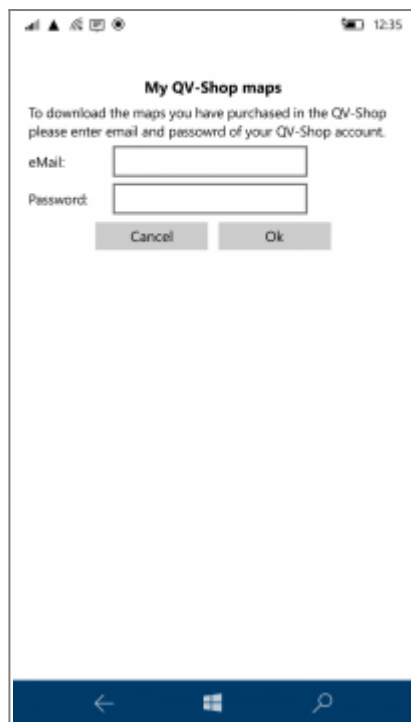 12:35
My QV-Shop maps
To download the maps you have purchased in the QV-Shop
please enter email and passowrd of your QV-Shop account.
eMail:
Password:
Cancel Ok